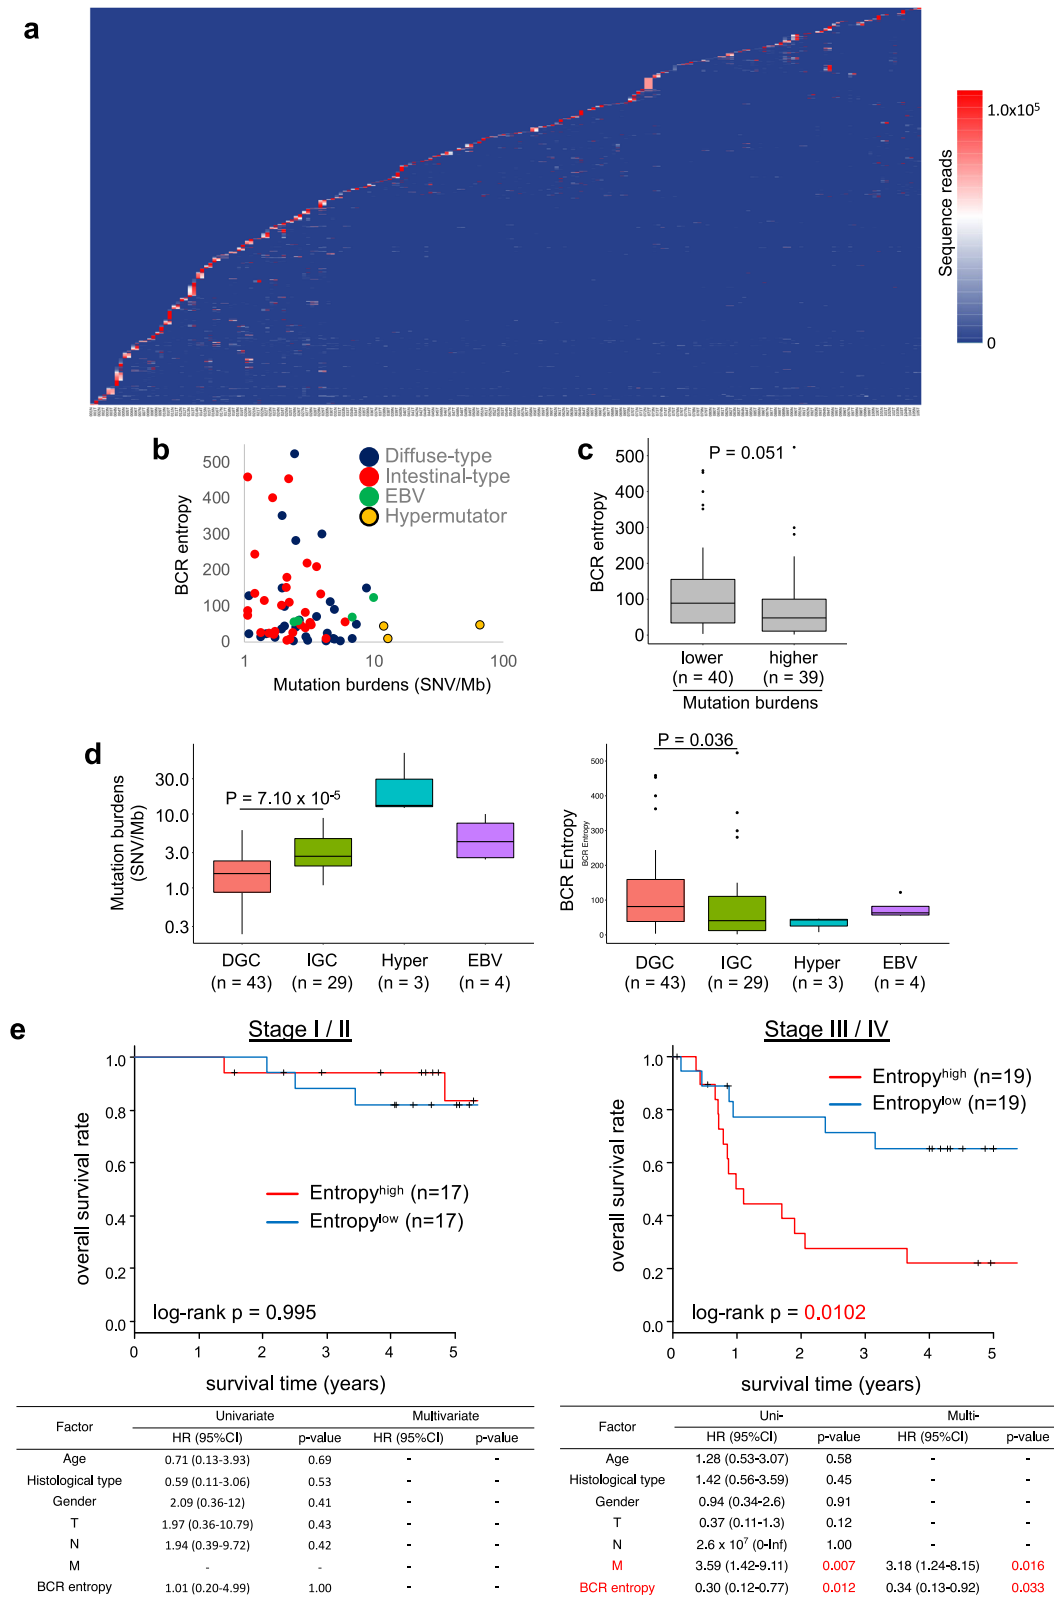 a
1.0x10⁵
Sequence reads
0
b
500
400
300
200
100
0
BCR entropy
Diffuse-type
Intestinal-type
EBV
Hypermutator
1 10 100
Mutation burdens (SNV/Mb)
c
500
400
300
200
100
0
BCR entropy
P = 0.051
lower higher
(n = 40) (n = 39)
Mutation burdens
d
30.0
10.0
3.0
1.0
0.3
Mutation burdens
(SNV/Mb)
P = 7.10 x 10⁻⁵
DGC IGC Hyper EBV
(n = 43) (n = 29) (n = 3) (n = 4)
500
400
300
200
100
0
BCR Entropy
BCR Entropy
P = 0.036
DGC IGC Hyper EBV
(n = 43) (n = 29) (n = 3) (n = 4)
e
Stage I / II
1.0
0.8
0.6
0.4
0.2
0.0
overall survival rate
Entropyhigh (n=17)
Entropylow (n=17)
log-rank p = 0.995
0 1 2 3 4 5
survival time (years)
Stage III / IV
1.0
0.8
0.6
0.4
0.2
0.0
overall survival rate
Entropyhigh (n=19)
Entropylow (n=19)
log-rank p = 0.0102
0 1 2 3 4 5
survival time (years)
Factor Univariate Multivariate
HR (95%CI) p-value HR (95%CI) p-value
Age 0.71 (0.13-3.93) 0.69 - -
Histological type 0.59 (0.11-3.06) 0.53 - -
Gender 2.09 (0.36-12) 0.41 - -
T 1.97 (0.36-10.79) 0.43 - -
N 1.94 (0.39-9.72) 0.42 - -
M - - - -
BCR entropy 1.01 (0.20-4.99) 1.00 - -
Factor Uni- Multi-
HR (95%CI) p-value HR (95%CI) p-value
Age 1.28 (0.53-3.07) 0.58 - -
Histological type 1.42 (0.56-3.59) 0.45 - -
Gender 0.94 (0.34-2.6) 0.91 - -
T 0.37 (0.11-1.3) 0.12 - -
N 2.6 x 10⁷ (0-Inf) 1.00 - -
M 3.59 (1.42-9.11) 0.007 3.18 (1.24-8.15) 0.016
BCR entropy 0.30 (0.12-0.77) 0.012 0.34 (0.13-0.92) 0.033